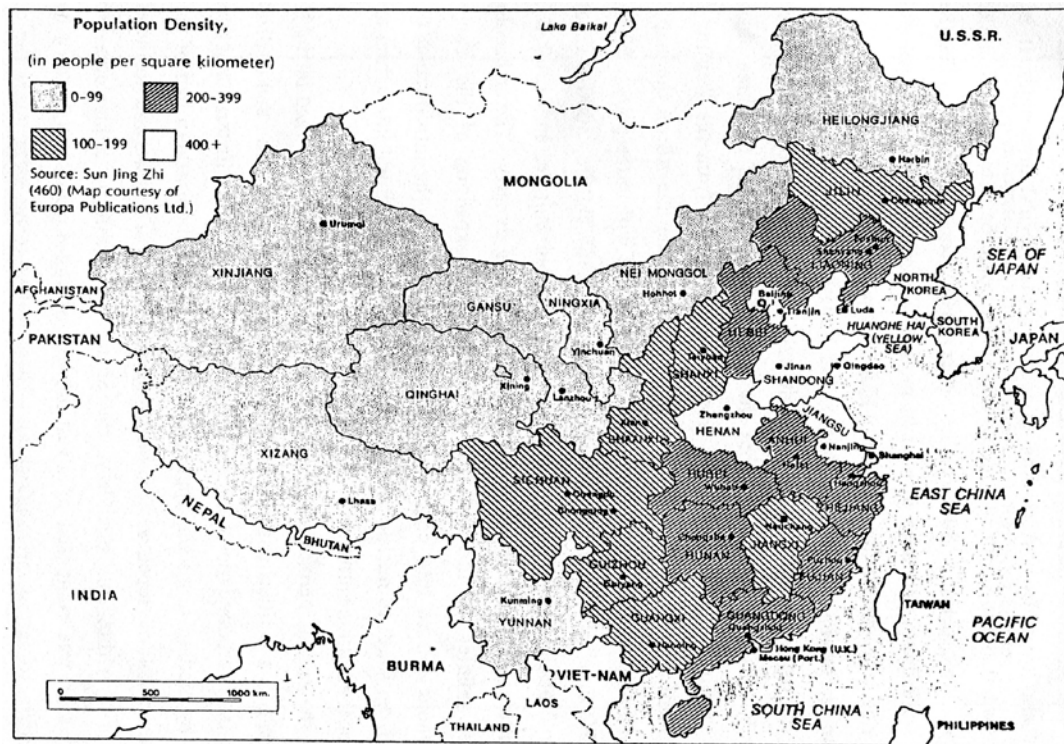 Population Density,
(in people per square kilometer)
0-99
200-399
100-199
400+
Source: Sun Jing Zhi
(460) (Map courtesy of
Europa Publications Ltd.)
Lake Baikal
U.S.S.R.
HEILONGJIANG
Harbin
MONGOLIA
JILIN
Changchun
Urumqi
XINJIANG
Fushun
Shenyang
LIAONING
SEA OF
JAPAN
NEI MONGGOL
Hohhot
NORTH
KOREA
AFGHANISTAN
GANSU
NINGXIA
Beijing
Tianjin
Luda
HUANGHE HAI
(YELLOW
SEA)
SOUTH
KOREA
JAPAN
PAKISTAN
HEBEI
Yinchuan
Taiyuan
SHANXI
Jinan
Qingdao
SHANDONG
QINGHAI
Xining
Lanzhou
Zhengzhou
HENAN
JIANGSU
Xian
SHAANXI
ANHUI
Nanjing
Shanghai
Hefei
XIZANG
Lhasa
SICHUAN
Chengdu
Chongqing
HUBEI
Wuhan
Hangzhou
ZHEJIANG
EAST CHINA
SEA
NEPAL
BHUTAN
Nanchang
Changsha
HUNAN
JIANGXI
GUIZHOU
Fuzhou
FUJIAN
INDIA
Kunming
YUNNAN
GUANGXI
Nanning
GUANGDONG
TAIWAN
PACIFIC
OCEAN
Hong Kong (U.K.)
Macau (Port.)
BURMA
VIET-NAM
LAOS
0 500 1000 km.
THAILAND
SOUTH CHINA
SEA
PHILIPPINES